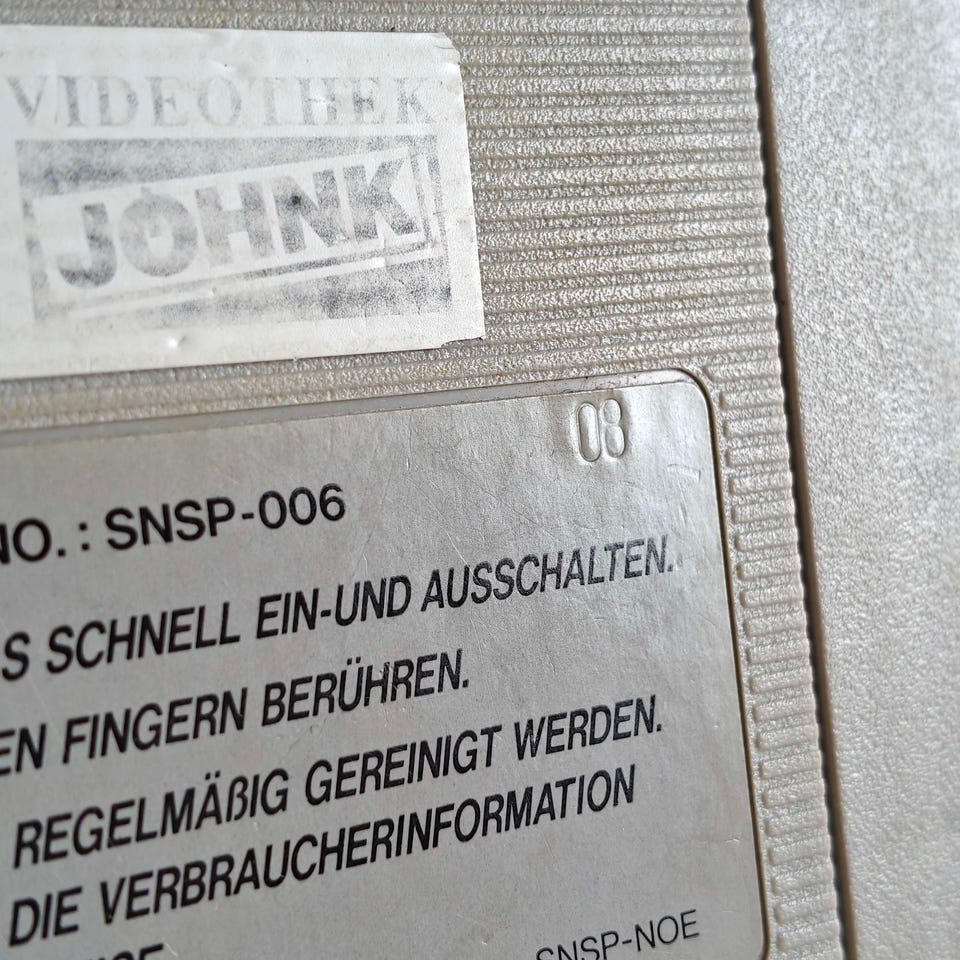 VIDEOTHEK
JÖHNK
08
NO. : SNSP-006
S SCHNELL EIN-UND AUSSCHALTEN.
EN FINGERN BERÜHREN.
REGELMÄßIG GEREINIGT WERDEN.
DIE VERBRAUCHERINFORMATION
SNSP-NOE